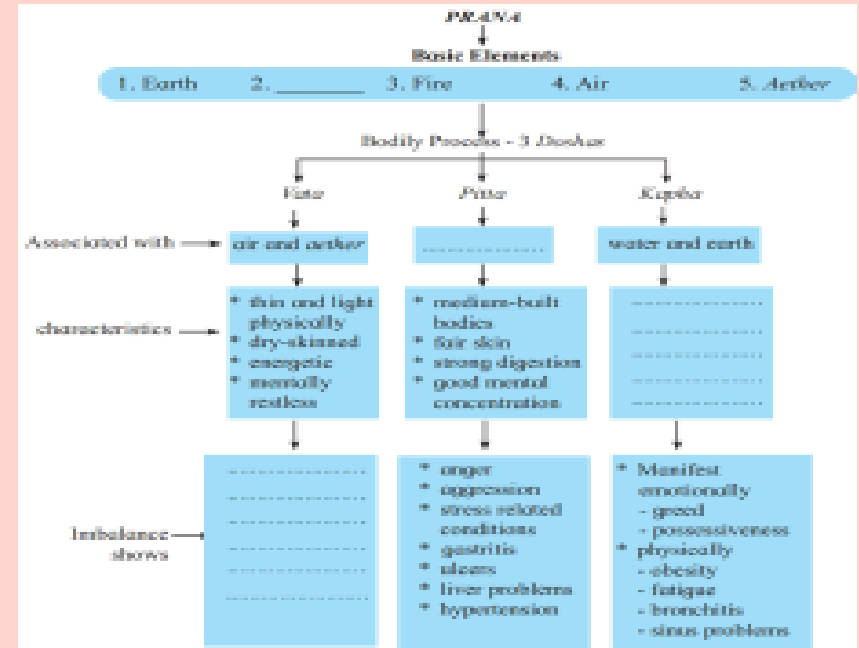 PRANA
Basic Elements
1. Earth 2. ________ 3. Fire 4. Air 5. Aether
Bodily Process - 3 Doshas
Vata Pitta Kapha
Associated with
air and aether
........................
water and earth
characteristics
* thin and light
physically
* dry-skinned
* energetic
* mentally
restless
* medium-built
bodies
* fair skin
* strong digestion
* good mental
concentration
........................
........................
........................
........................
........................
Imbalance
shows
........................
........................
........................
........................
........................
........................
* anger
* aggression
* stress related
conditions
* gastritis
* ulcers
* liver problems
* hypertension
* Manifest
emotionally
- greed
- possessiveness
* physically
- obesity
- fatigue
- bronchitis
- sinus problems